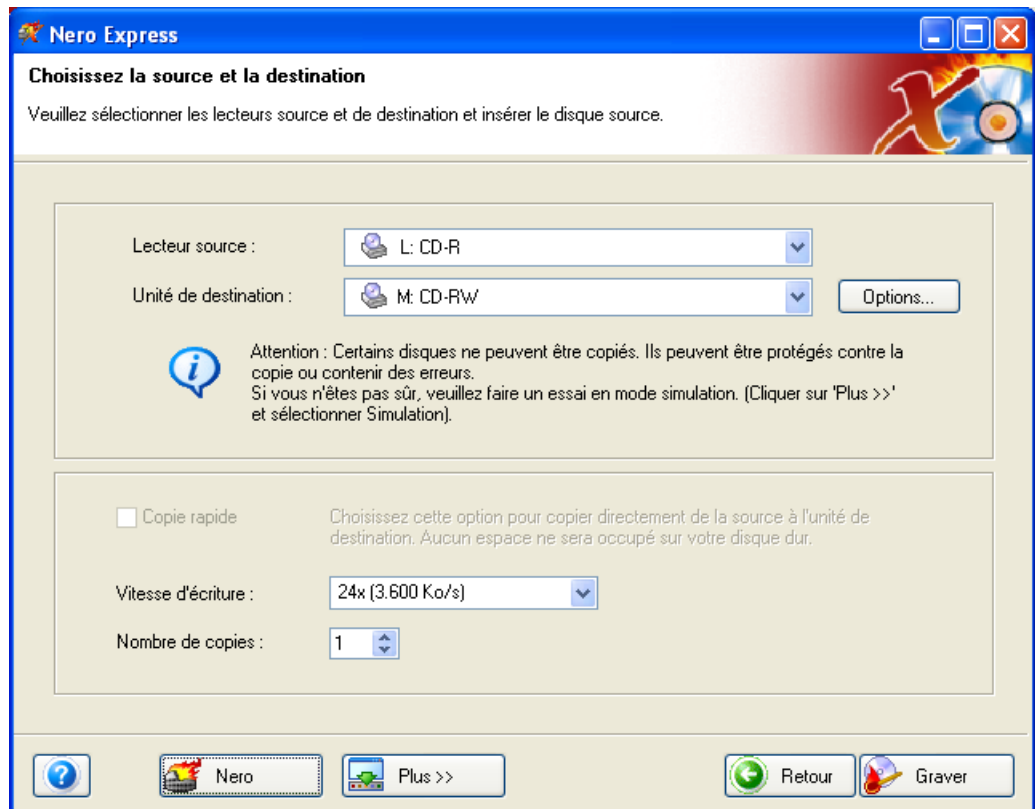 Nero Express
Choisissez la source et la destination
Veuillez sélectionner les lecteurs source et de destination et insérer le disque source.
Lecteur source :
L: CD-R
Unité de destination :
M: CD-RW
Options...
Attention : Certains disques ne peuvent être copiés. Ils peuvent être protégés contre la
copie ou contenir des erreurs.
Si vous n'êtes pas sûr, veuillez faire un essai en mode simulation. (Cliquer sur 'Plus >>'
et sélectionner Simulation).
Copie rapide
Choisissez cette option pour copier directement de la source à l'unité de
destination. Aucun espace ne sera occupé sur votre disque dur.
Vitesse d'écriture :
24x (3.600 Ko/s)
Nombre de copies :
1
Nero
Plus >>
Retour
Graver